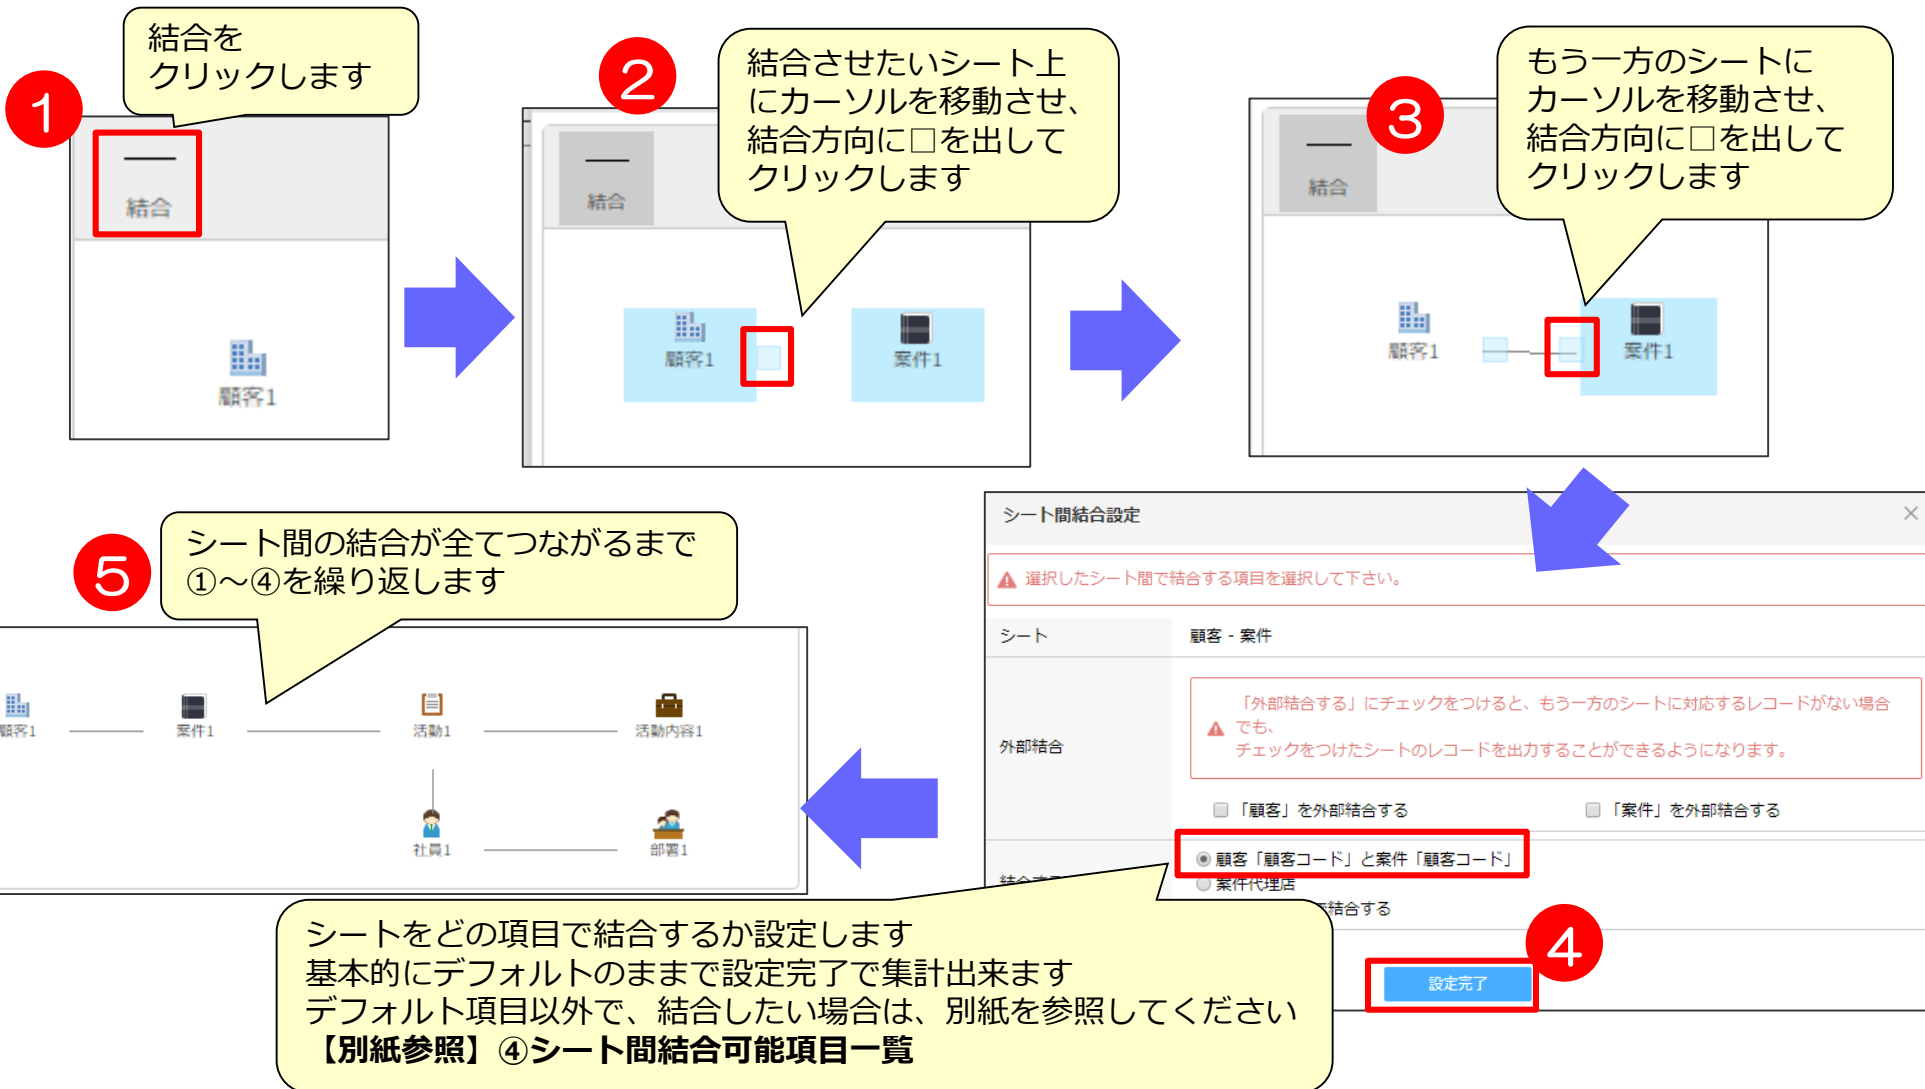 1
結合を
クリックします
結合
顧客1
2
結合させたいシート上
にカーソルを移動させ、
結合方向に□を出して
クリックします
結合
顧客1
案件1
3
もう一方のシートに
カーソルを移動させ、
結合方向に□を出して
クリックします
結合
顧客1
案件1
シート間結合設定
選択したシート間で結合する項目を選択して下さい。
シート
顧客 - 案件
外部結合
「外部結合する」にチェックをつけると、もう一方のシートに対応するレコードがない場合
でも、
チェックをつけたシートのレコードを出力することができるようになります。
「顧客」を外部結合する
「案件」を外部結合する
顧客「顧客コード」と案件「顧客コード」
案件代理店
結合する
4
設定完了
シートをどの項目で結合するか設定します
基本的にデフォルトのままで設定完了で集計出来ます
デフォルト項目以外で、結合したい場合は、別紙を参照してください
【別紙参照】④シート間結合可能項目一覧
5
シート間の結合が全てつながるまで
①～④を繰り返します
顧客1
案件1
活動1
活動内容1
社員1
部署1